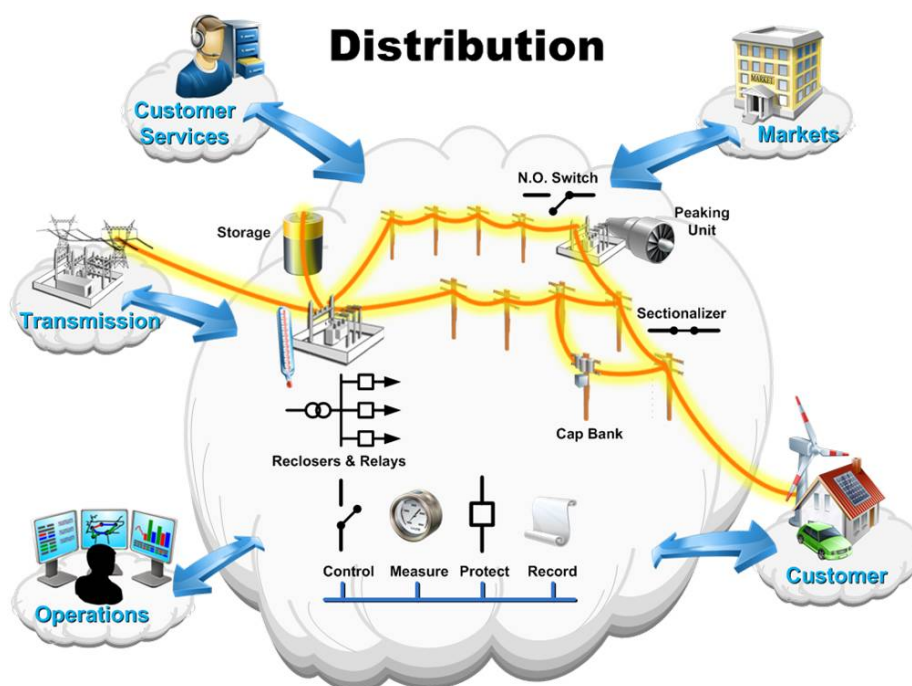 Distribution
Customer
Services
MARKET
Markets
N.O. Switch
Peaking
Unit
Storage
Transmission
Sectionalizer
Cap Bank
Reclosers & Relays
Control
Measure
Protect
Record
Operations
Customer